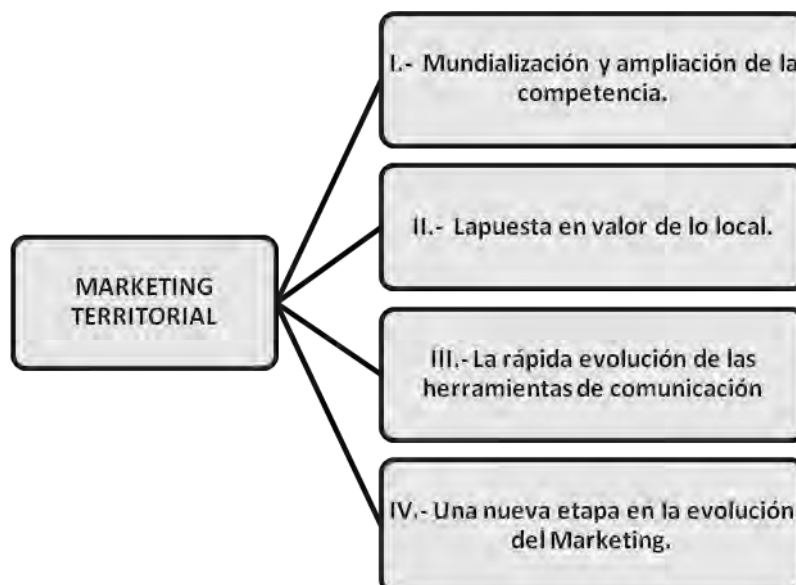 I.- Mundialización y ampliación de la
competencia.
II.- Lapuesta en valor de lo local.
MARKETING
TERRITORIAL
III.- La rápida evolución de las
herramientas de comunicación
IV.- Una nueva etapa en la evolución
del Marketing.